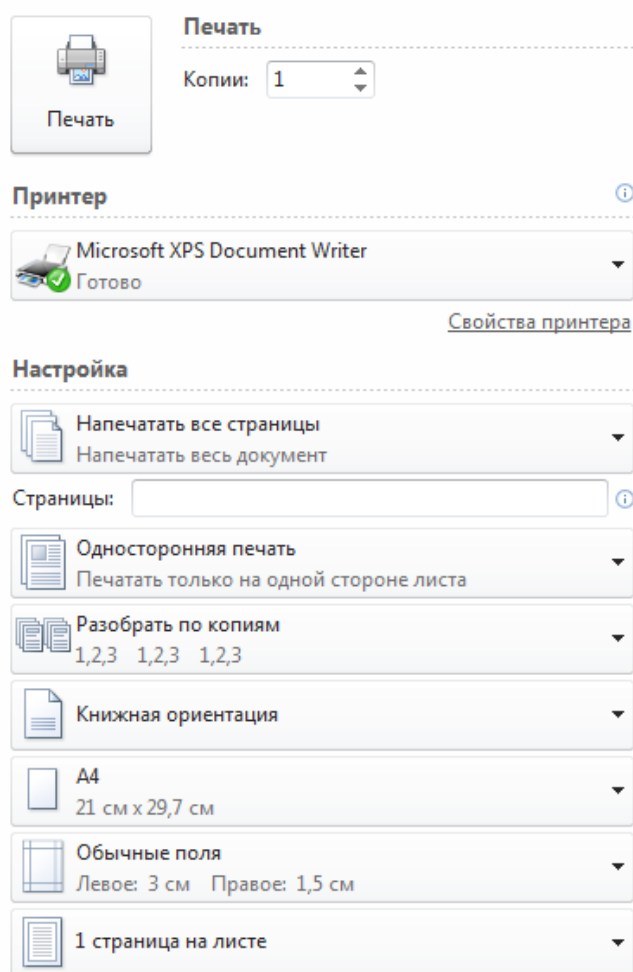 Печать
Печать
Копии: 1
Принтер
Microsoft XPS Document Writer
Готово
Свойства принтера
Настройка
Напечатать все страницы
Напечатать весь документ
Страницы:
Односторонняя печать
Печатать только на одной стороне листа
Разобрать по копиям
1,2,3 1,2,3 1,2,3
Книжная ориентация
A4
21 см x 29,7 см
Обычные поля
Левое: 3 см Правое: 1,5 см
1 страница на листе